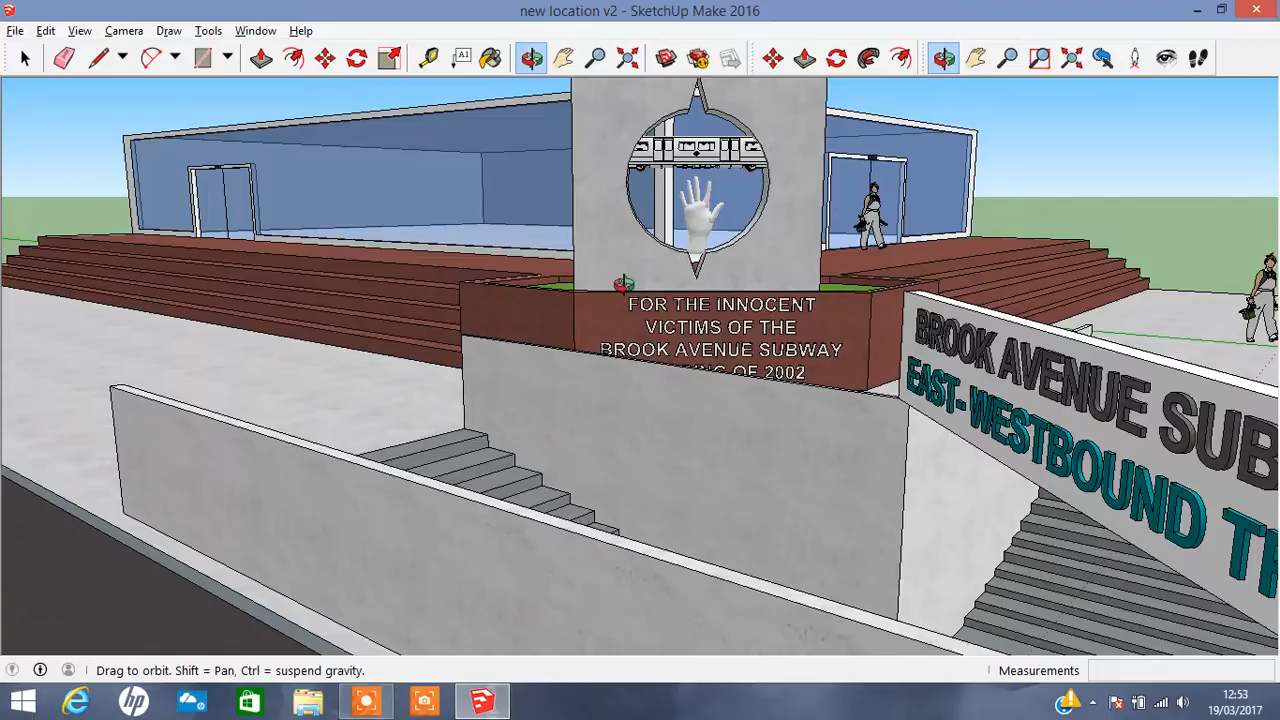 new location v2 - SketchUp Make 2016
File Edit View Camera Draw Tools Window Help
A1
FOR THE INNOCENT
VICTIMS OF THE
BROOK AVENUE SUBWAY
OF 2002
BROOK AVENUE SUB
EAST-WESTBOUND
Drag to orbit. Shift = Pan, Ctrl = suspend gravity.
Measurements
12:53
19/03/2017